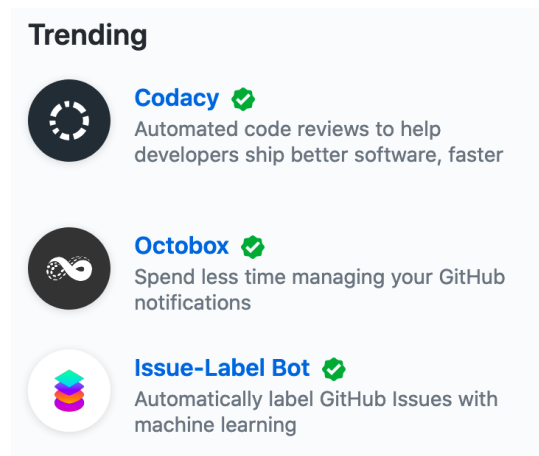 Trending
Codacy
Automated code reviews to help
developers ship better software, faster
Octobox
Spend less time managing your GitHub
notifications
Issue-Label Bot
Automatically label GitHub Issues with
machine learning